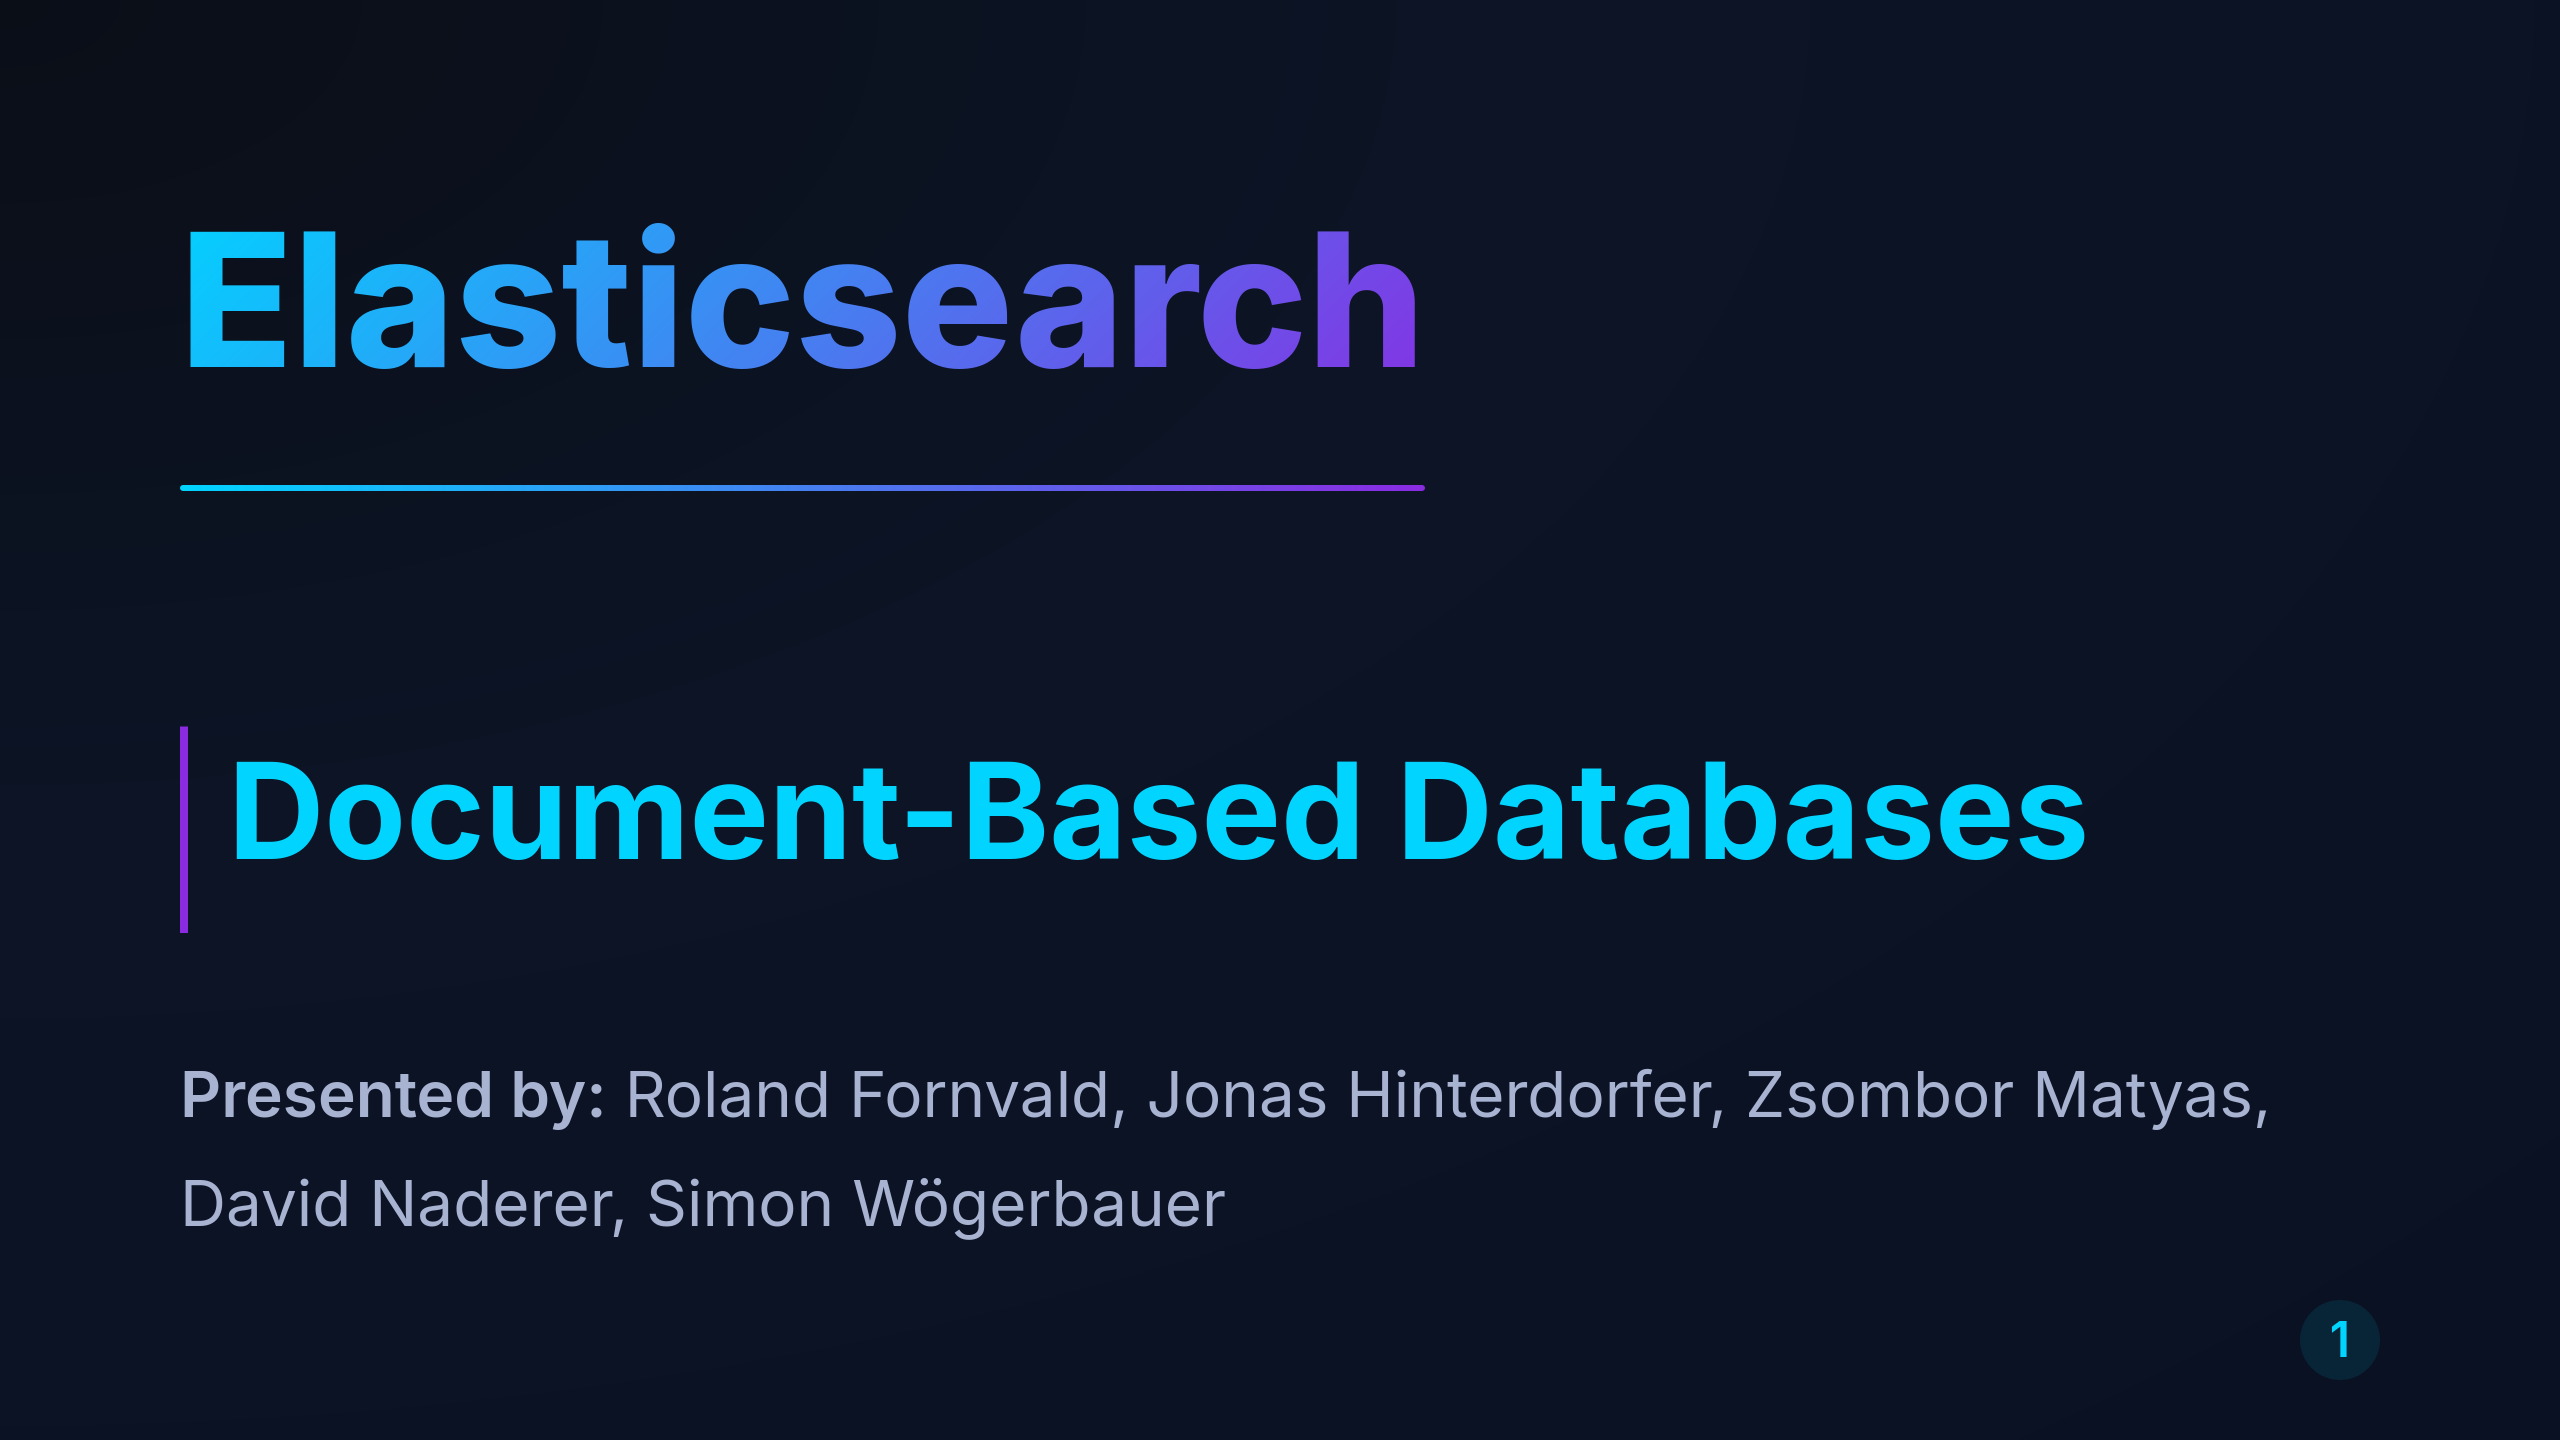 Elasticsearch
Document-Based Databases
Presented by: Roland Fornvald, Jonas Hinterdorfer, Zsombor Matyas,
David Naderer, Simon Wögerbauer
1